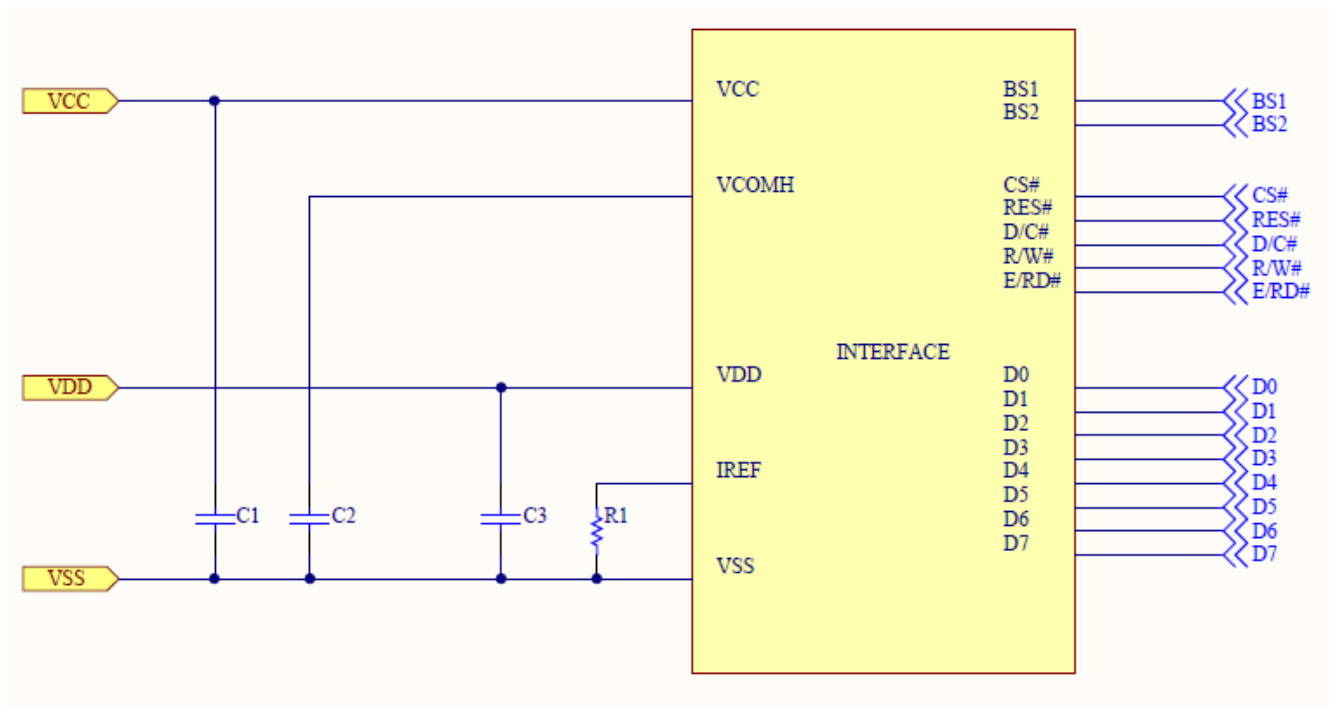 VCC
VDD
VSS
C1
C2
C3
R1
VCC
VCOMH
VDD
IREF
VSS
INTERFACE
BS1
BS2
CS#
RES#
D/C#
R/W#
E/RD#
D0
D1
D2
D3
D4
D5
D6
D7
BS1
BS2
CS#
RES#
D/C#
R/W#
E/RD#
D0
D1
D2
D3
D4
D5
D6
D7